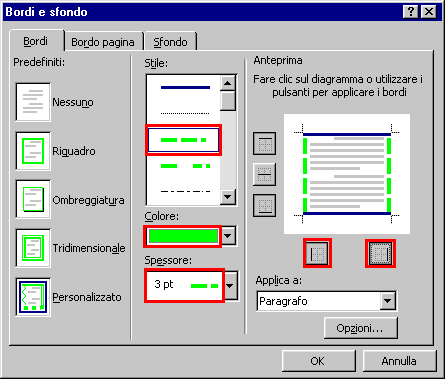 Bordi e sfondo
Bordi
Bordo pagina
Sfondo
Predefiniti:
Nessuno
Riquadro
Ombreggiatura
Tridimensionale
Personalizzato
Stile:
Colore:
Spessore:
3 pt
Anteprima
Fare clic sul diagramma o utilizzare i
pulsanti per applicare i bordi
Applica a:
Paragrafo
Opzioni...
OK
Annulla